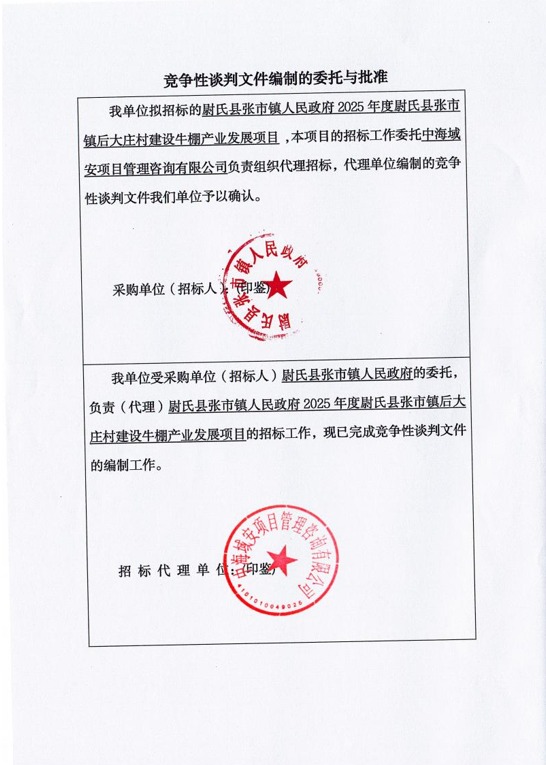 竞争性谈判文件编制的委托与批准
我单位拟招标的尉氏县张市镇人民政府 2025 年度尉氏县张市
镇后大庄村建设牛棚产业发展项目 ,本项目的招标工作委托中海域
安项目管理咨询有限公司负责组织代理招标，代理单位编制的竞争
性谈判文件我们单位予以确认。
采购单位（招标人）：（印鉴）
尉氏县张市镇人民政府
我单位受采购单位（招标人）尉氏县张市镇人民政府的委托，
负责（代理）尉氏县张市镇人民政府 2025 年度尉氏县张市镇后大
庄村建设牛棚产业发展项目的招标工作，现已完成竞争性谈判文件
的编制工作。
招 标 代 理 单 位：（印鉴）
中海域安项目管理咨询有限公司
4101010049026